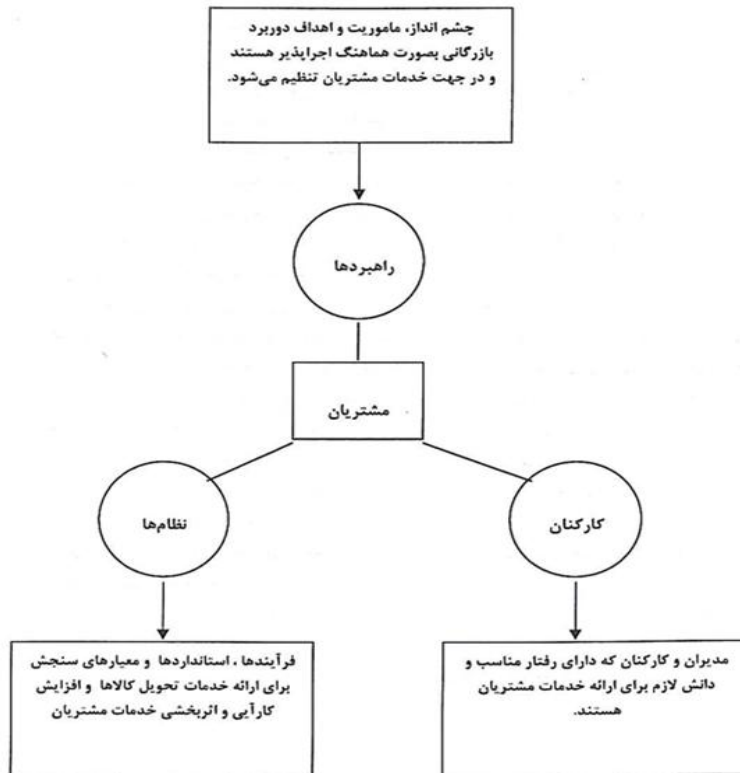 چشم انداز، ماموریت و اهداف دوربرد
بازرگانی بصورت هماهنگ اجراپذیر هستند
و در جهت خدمات مشتریان تنظیم می‌شود.
راهبردها
مشتریان
نظام‌ها
کارکنان
فرآیندها ، استانداردها و معیارهای سنجش
برای ارائه خدمات تحویل کالاها و افزایش
کارآیی و اثربخشی خدمات مشتریان
مدیران و کارکنان که دارای رفتار مناسب و
دانش لازم برای ارائه خدمات مشتریان
هستند.